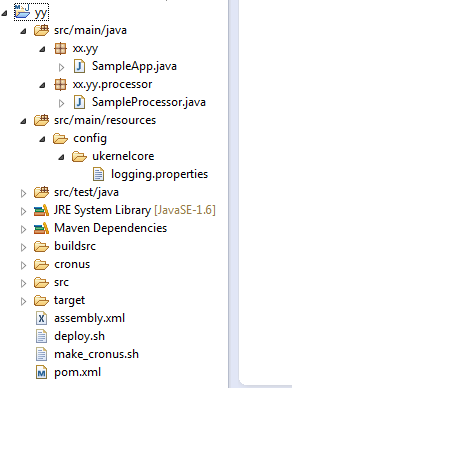 yy
src/main/java
xx.yy
SampleApp.java
xx.yy.processor
SampleProcessor.java
src/main/resources
config
ukernelcore
logging.properties
src/test/java
JRE System Library [JavaSE-1.6]
Maven Dependencies
buildsrc
cronus
src
target
assembly.xml
deploy.sh
make_cronus.sh
pom.xml